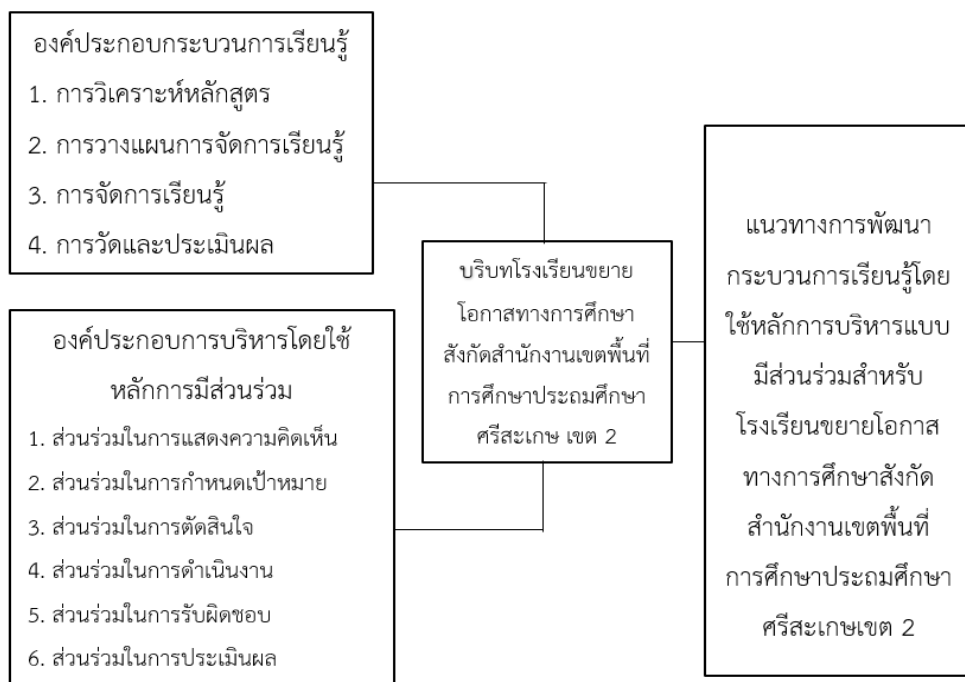 องค์ประกอบกระบวนการเรียนรู้
1. การวิเคราะห์หลักสูตร
2. การวางแผนการจัดการเรียนรู้
3. การจัดการเรียนรู้
4. การวัดและประเมินผล
องค์ประกอบการบริหารโดยใช้
หลักการมีส่วนร่วม
1. ส่วนร่วมในการแสดงความคิดเห็น
2. ส่วนร่วมในการกำหนดเป้าหมาย
3. ส่วนร่วมในการตัดสินใจ
4. ส่วนร่วมในการดำเนินงาน
5. ส่วนร่วมในการรับผิดชอบ
6. ส่วนร่วมในการประเมินผล
บริบทโรงเรียนขยาย
โอกาสทางการศึกษา
สังกัดสำนักงานเขตพื้นที่
การศึกษาประถมศึกษา
ศรีสะเกษ เขต 2
แนวทางการพัฒนา
กระบวนการเรียนรู้โดย
ใช้หลักการบริหารแบบ
มีส่วนร่วมสำหรับ
โรงเรียนขยายโอกาส
ทางการศึกษาสังกัด
สำนักงานเขตพื้นที่
การศึกษาประถมศึกษา
ศรีสะเกษเขต 2